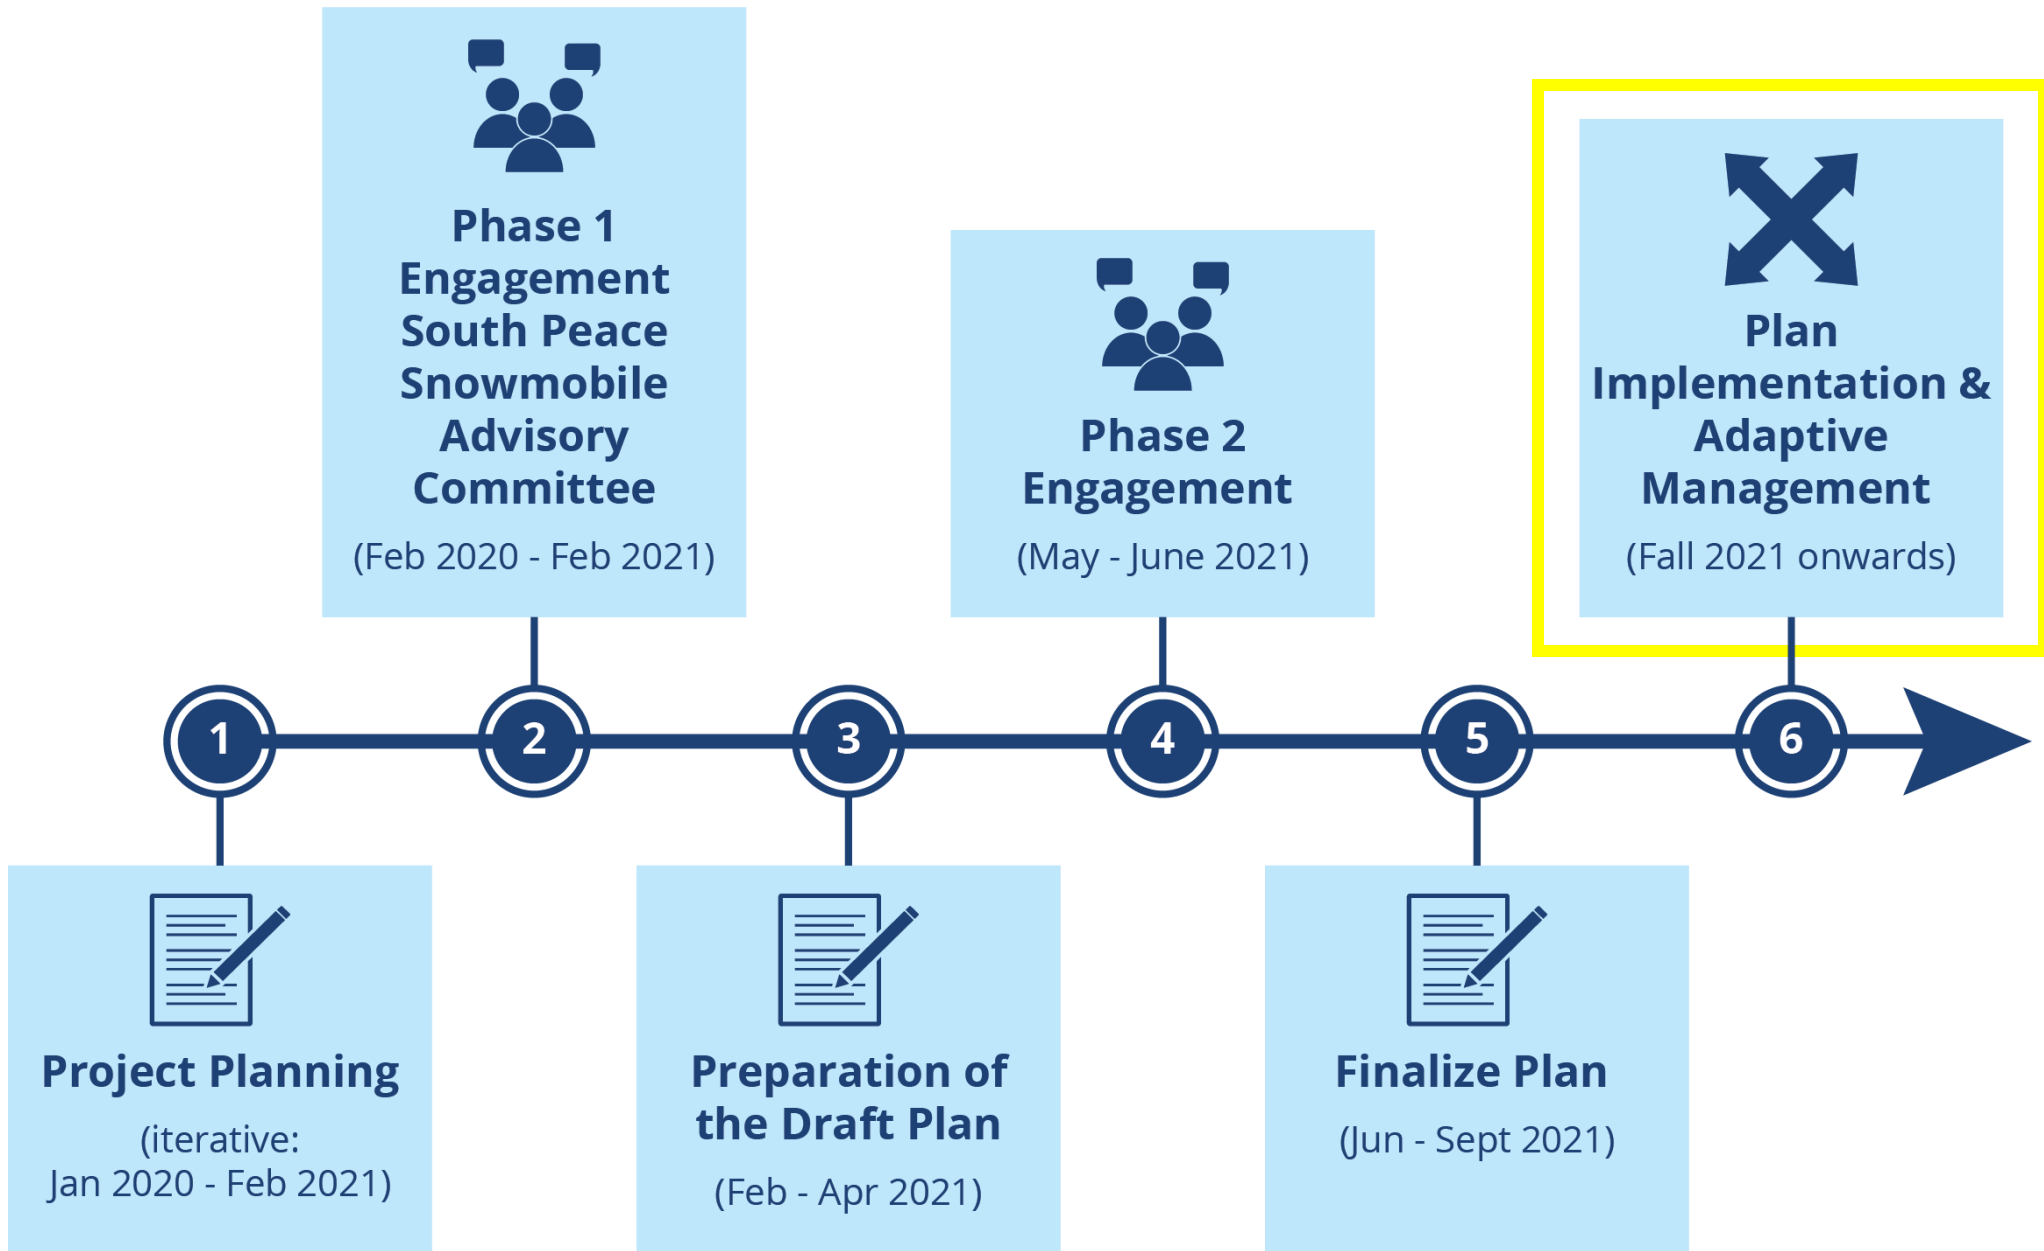 Phase 1
Engagement
South Peace
Snowmobile
Advisory
Committee
(Feb 2020 - Feb 2021)
Phase 2
Engagement
(May - June 2021)
Plan
Implementation &
Adaptive
Management
(Fall 2021 onwards)
1
2
3
4
5
6
Project Planning
(iterative:
Jan 2020 - Feb 2021)
Preparation of
the Draft Plan
(Feb - Apr 2021)
Finalize Plan
(Jun - Sept 2021)